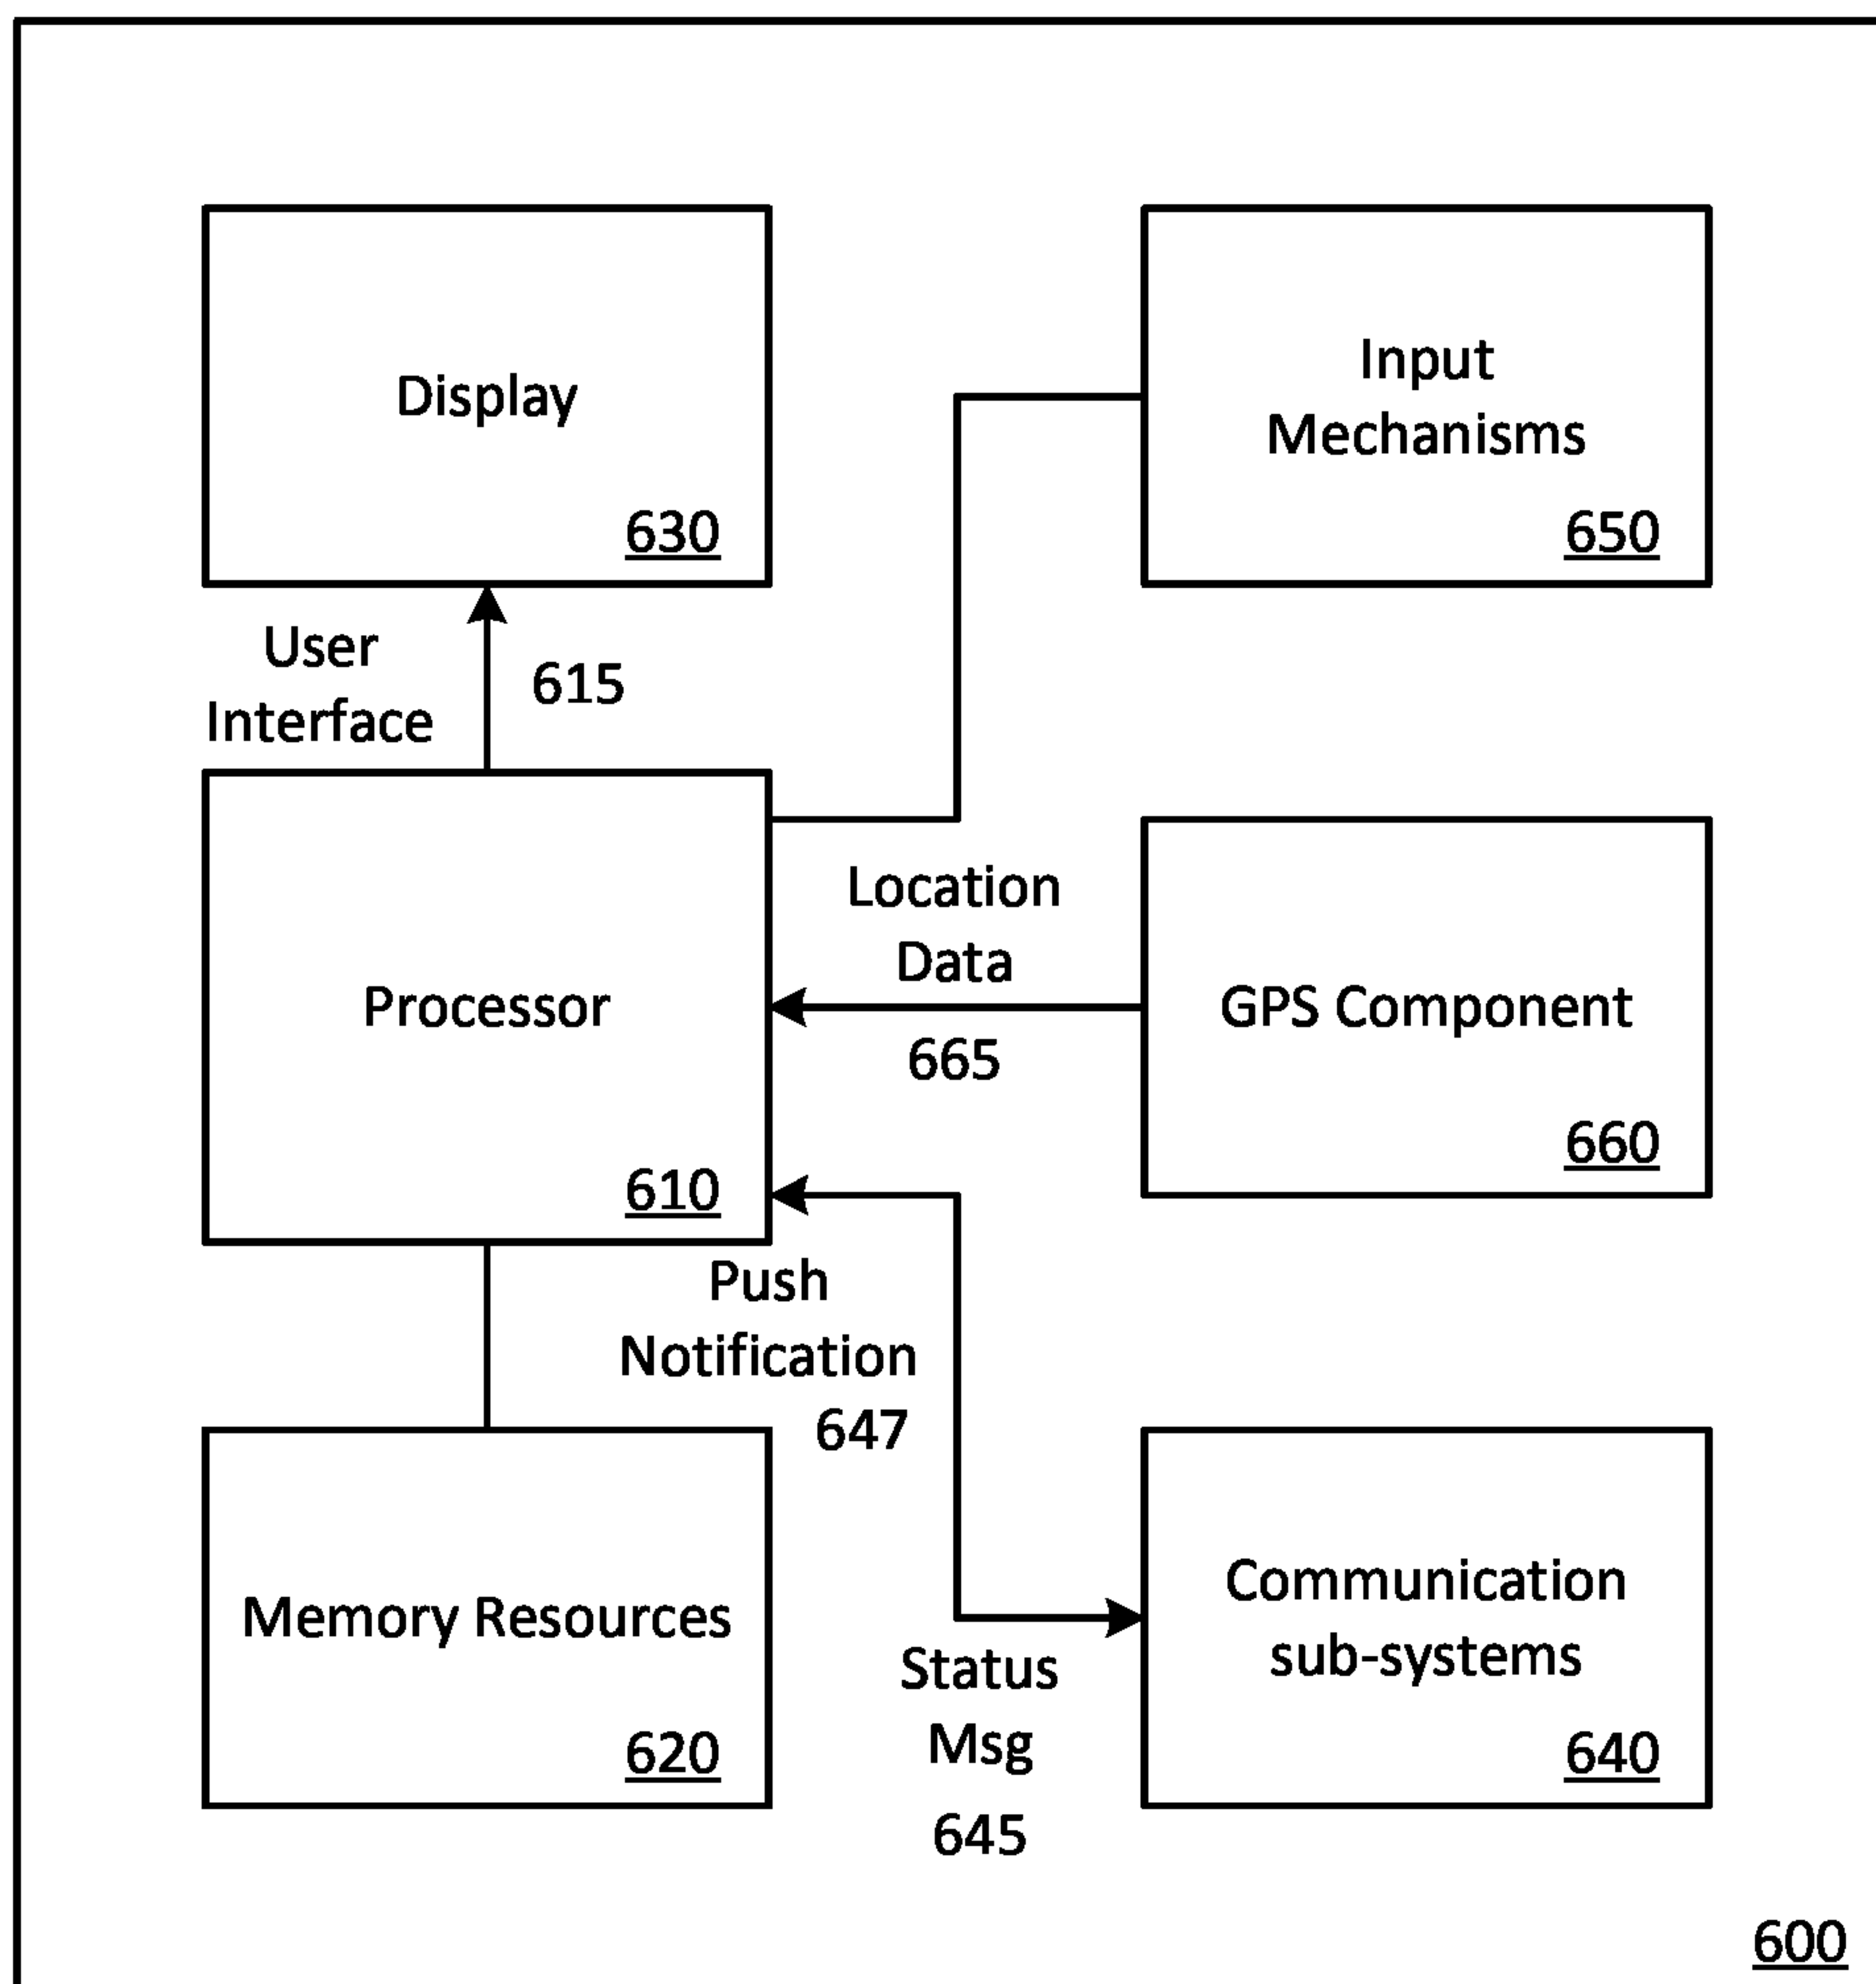 Display
630
Input
Mechanisms
650
User
Interface
615
Processor
610
Location
Data
665
GPS Component
660
Push
Notification
647
Memory Resources
620
Status
Msg
645
Communication
sub-systems
640
600